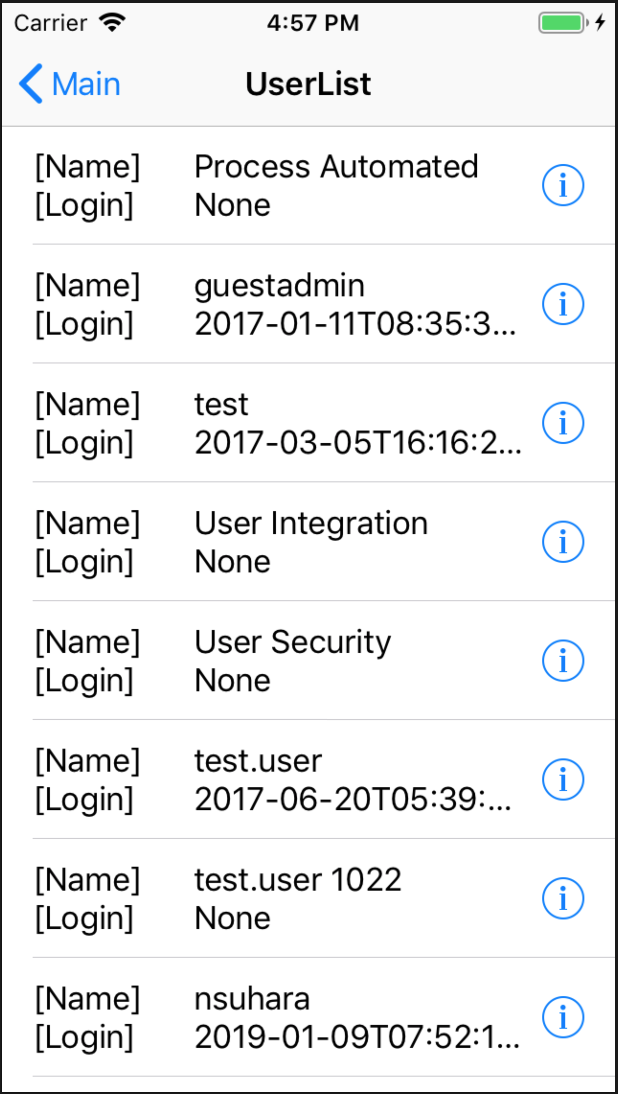 Carrier 4:57 PM
Main UserList
[Name] Process Automated
[Login] None
[Name] guestadmin
[Login] 2017-01-11T08:35:3...
[Name] test
[Login] 2017-03-05T16:16:2...
[Name] User Integration
[Login] None
[Name] User Security
[Login] None
[Name] test.user
[Login] 2017-06-20T05:39:...
[Name] test.user 1022
[Login] None
[Name] nsuhara
[Login] 2019-01-09T07:52:1...